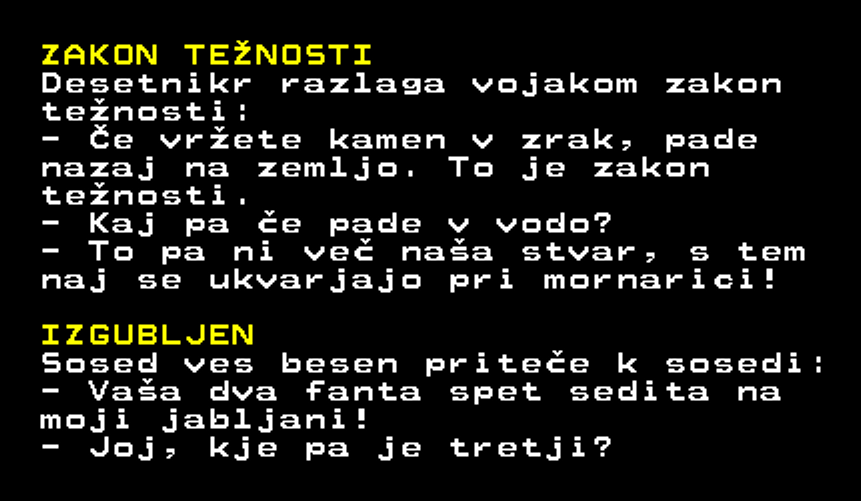 ZAKON TEŽNOSTI
Desetnikr razlaga vojakom zakon
težnosti:
- Če vržete kamen v zrak, pade
nazaj na zemljo. To je zakon
težnosti.
- Kaj pa če pade v vodo?
- To pa ni več naša stvar, s tem
naj se ukvarjajo pri mornarici!
IZGUBLJEN
Sosed ves besen priteče k sosedi:
- Vaša dva fanta spet sedita na
moji jabljani!
- Joj, kje pa je tretji?